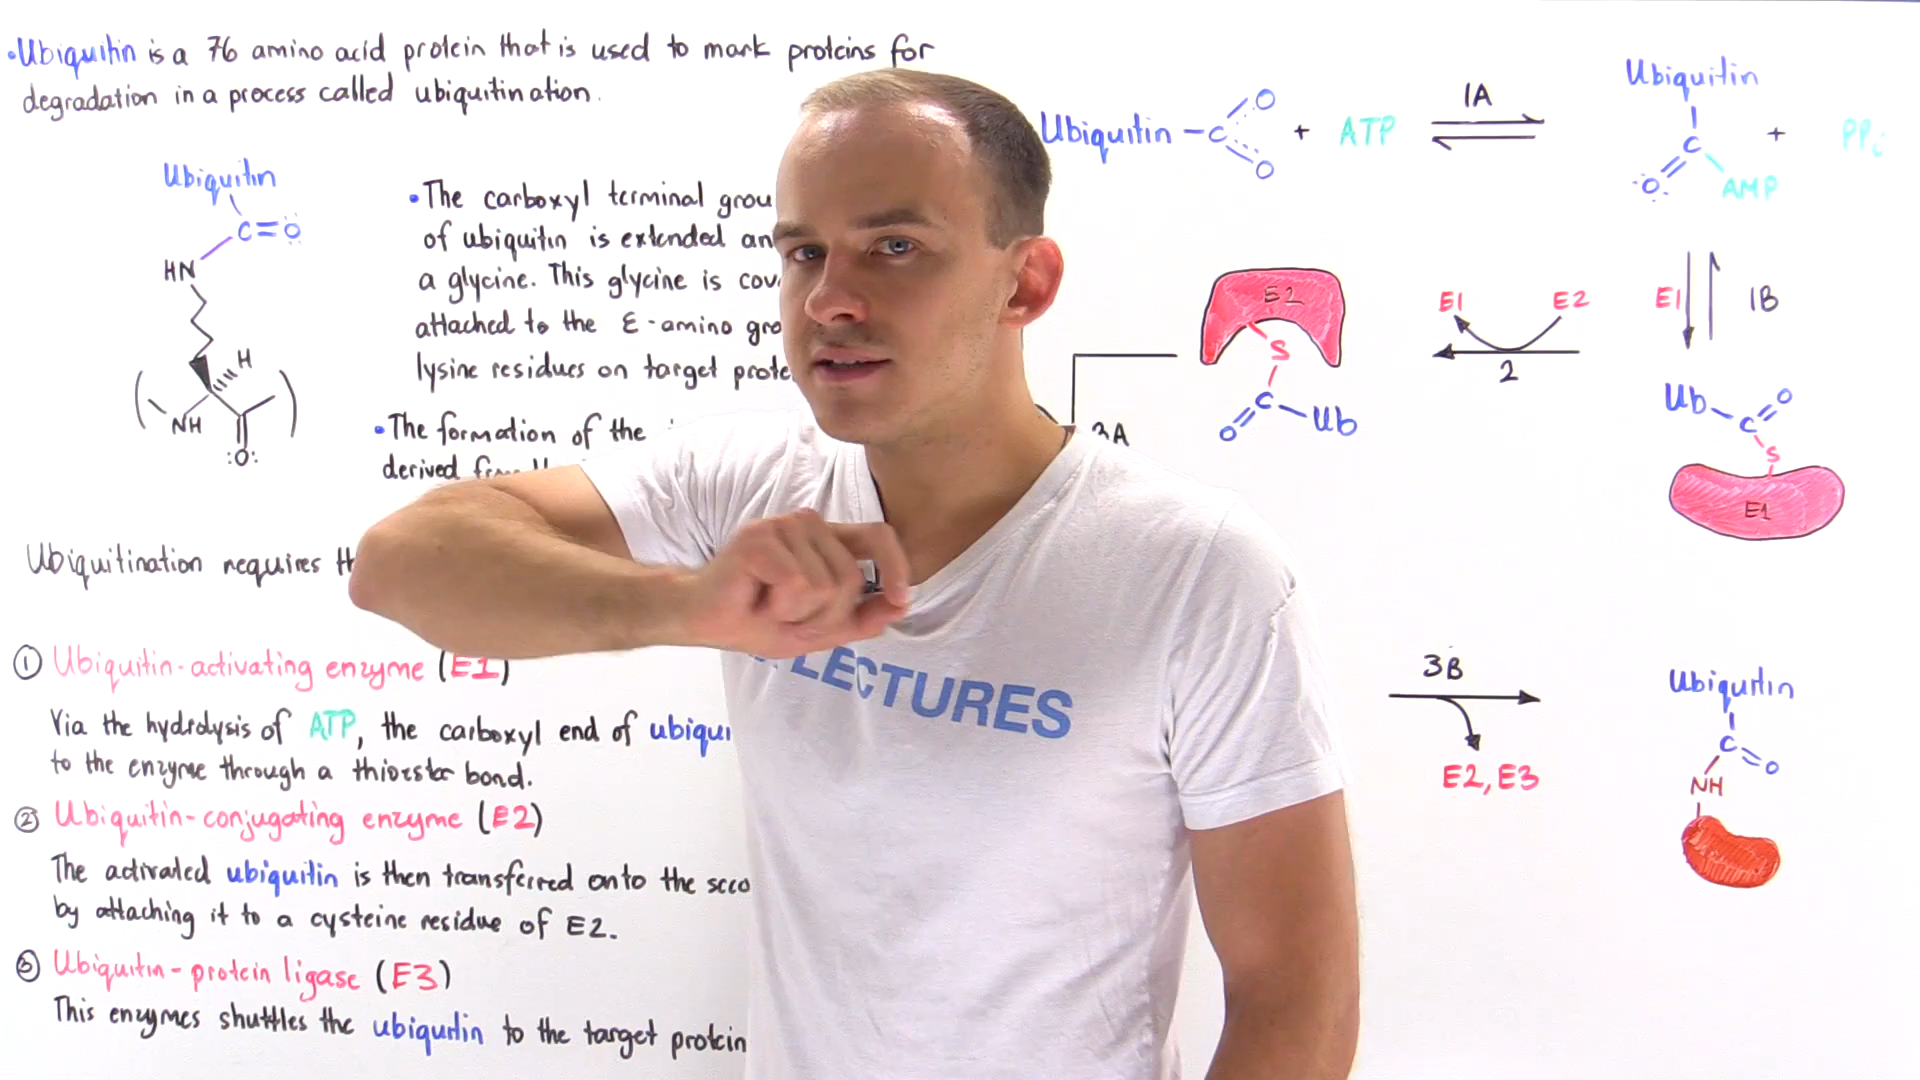 •Ubiquitin is a 76 amino acid protein that is used to mark proteins for
degradation in a process called ubiquitination.
Ubiquitin
C=O
HN
H
NH
:O:
•The carboxyl terminal grou
of ubiquitin is extended an
a glycine. This glycine is cov
attached to the ε-amino gro
lysine residues on target prote
•The formation of the
derived
Ubiquitination requires th
① Ubiquitin-activating enzyme (E1)
Via the hydrolysis of ATP, the carboxyl end of ubiqui
to the enzyme through a thioester bond.
② Ubiquitin-conjugating enzyme (E2)
The activated ubiquitin is then transferred onto the seco
by attaching it to a cysteine residue of E2.
③ Ubiquitin-protein ligase (E3)
This enzymes shuttles the ubiquitin to the target protein
LECTURES
Ubiquitin-C O O + ATP 1A Ubiquitin C O AMP + PPi
E1 1B
Ub C O S E1
E1 E2
2
E2 S C O Ub
3A
3B
E2, E3
Ubiquitin
C O
NH